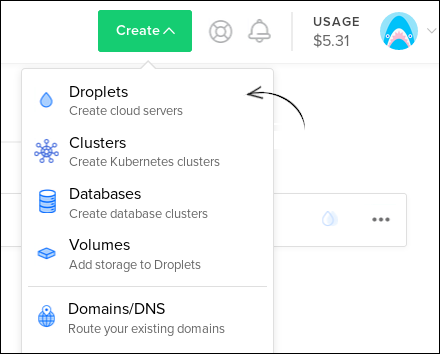 Create
USAGE
$5.31
Droplets
Create cloud servers
Clusters
Create Kubernetes clusters
Databases
Create database clusters
Volumes
Add storage to Droplets
Domains/DNS
Route your existing domains